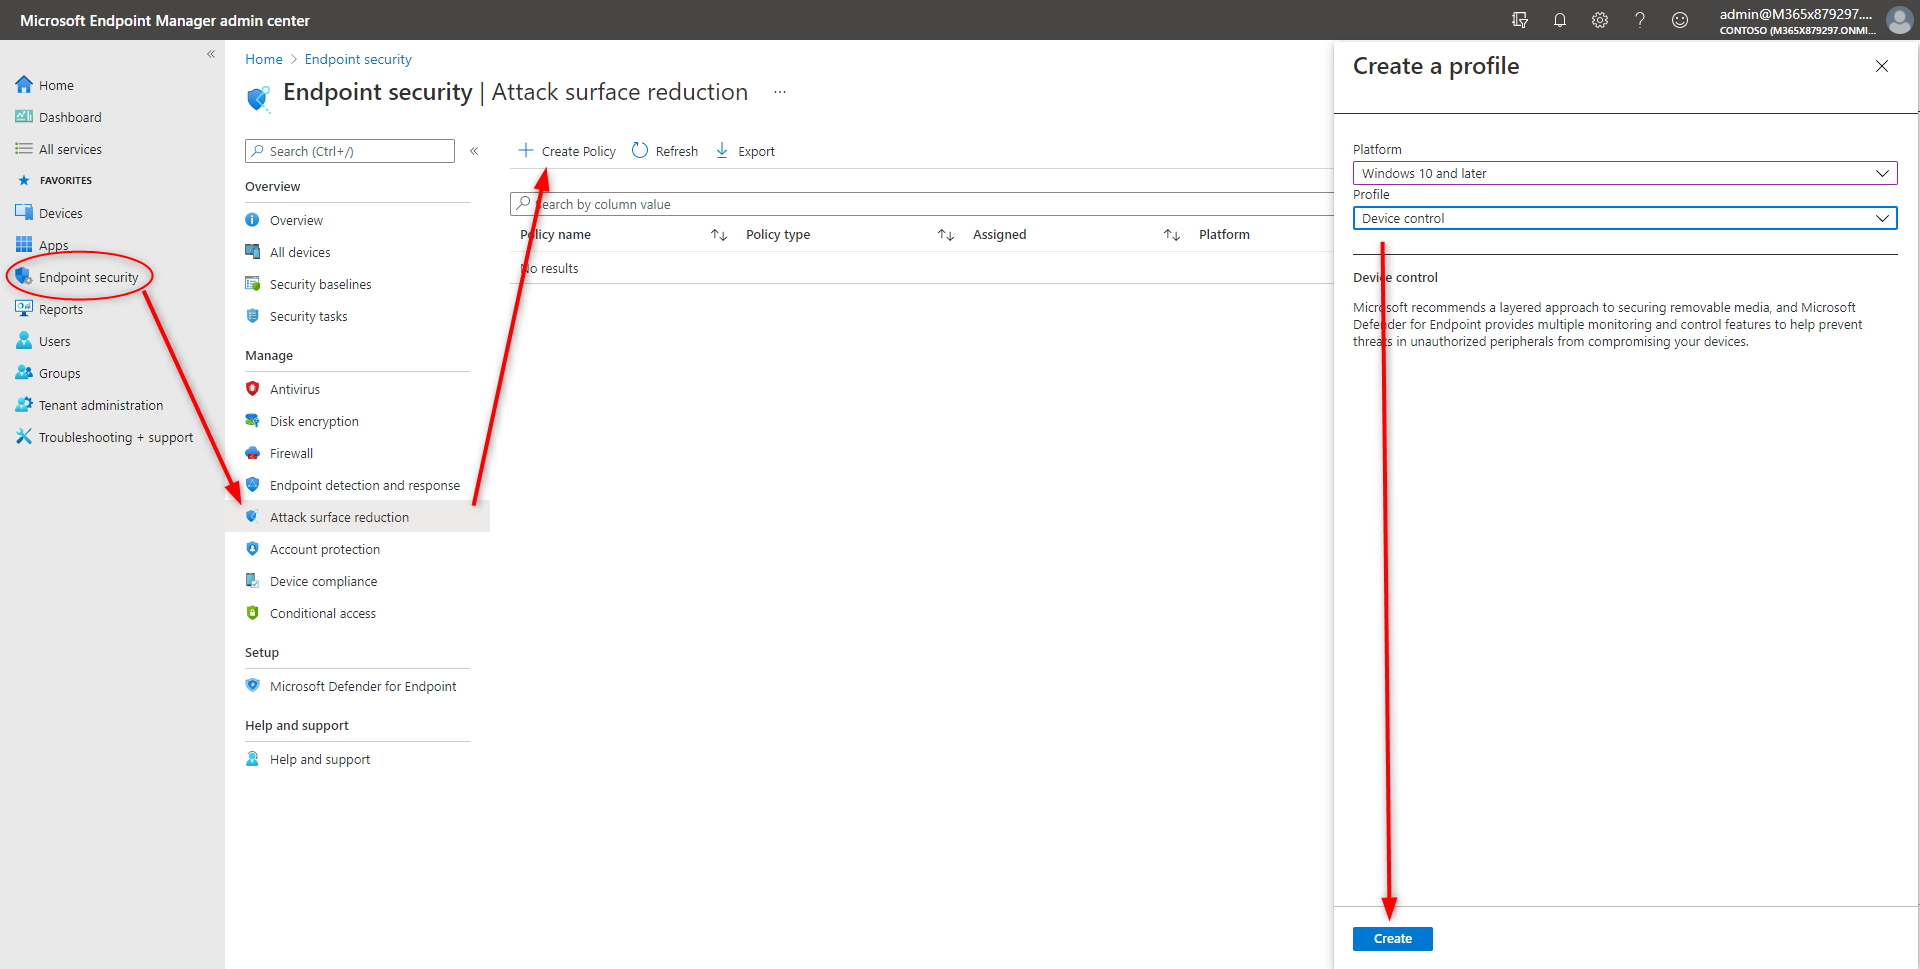 Microsoft Endpoint Manager admin center
admin@M365x879297....
CONTOSO (M365X879297.ONMI...
Home
Dashboard
All services
FAVORITES
Devices
Apps
Endpoint security
Reports
Users
Groups
Tenant administration
Troubleshooting + support
Home > Endpoint security
Endpoint security | Attack surface reduction ...
Search (Ctrl+/)
Overview
Overview
All devices
Security baselines
Security tasks
Manage
Antivirus
Disk encryption
Firewall
Endpoint detection and response
Attack surface reduction
Account protection
Device compliance
Conditional access
Setup
Microsoft Defender for Endpoint
Help and support
Help and support
Create Policy Refresh Export
Search by column value
Policy name Policy type Assigned Platform
No results
Create a profile
Platform
Windows 10 and later
Profile
Device control
Device control
Microsoft recommends a layered approach to securing removable media, and Microsoft
Defender for Endpoint provides multiple monitoring and control features to help prevent
threats in unauthorized peripherals from compromising your devices.
Create